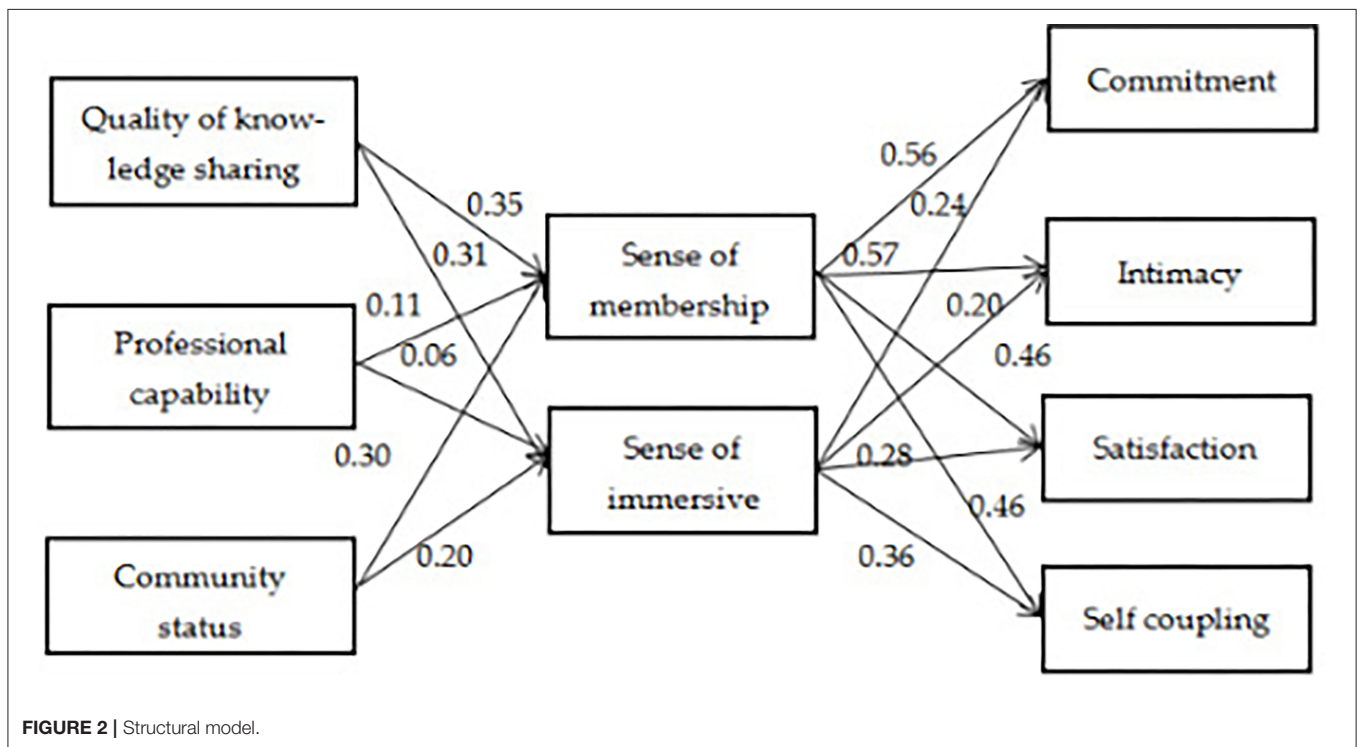 Quality of know-
ledge sharing
Professional
capability
Community
status
0.35
0.31
0.11
0.06
0.30
0.20
Sense of
membership
Sense of
immersive
0.56
0.24
0.57
0.20
0.46
0.28
0.46
0.36
Commitment
Intimacy
Satisfaction
Self coupling
FIGURE 2 | Structural model.